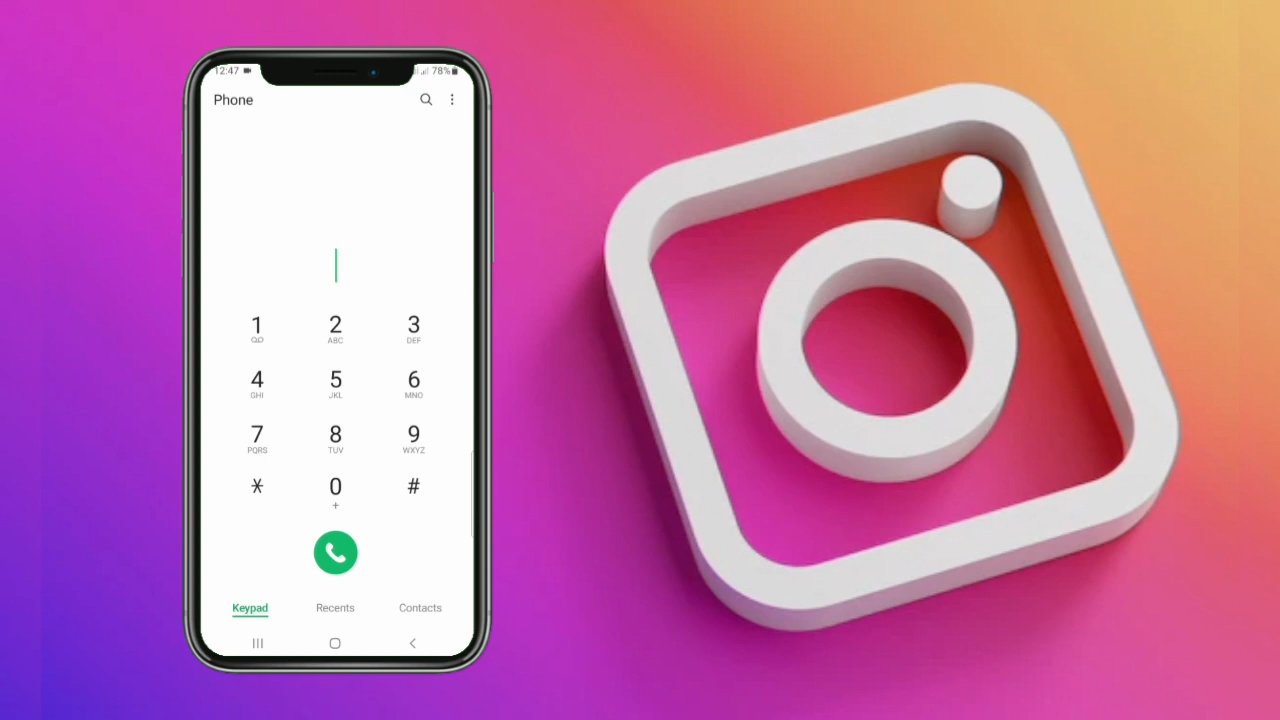 12:47 78%
Phone
1 2 3
ABC DEF
4 5 6
GHI JKL MNO
7 8 9
PQRS TUV WXYZ
* 0 #
+
Keypad Recents Contacts